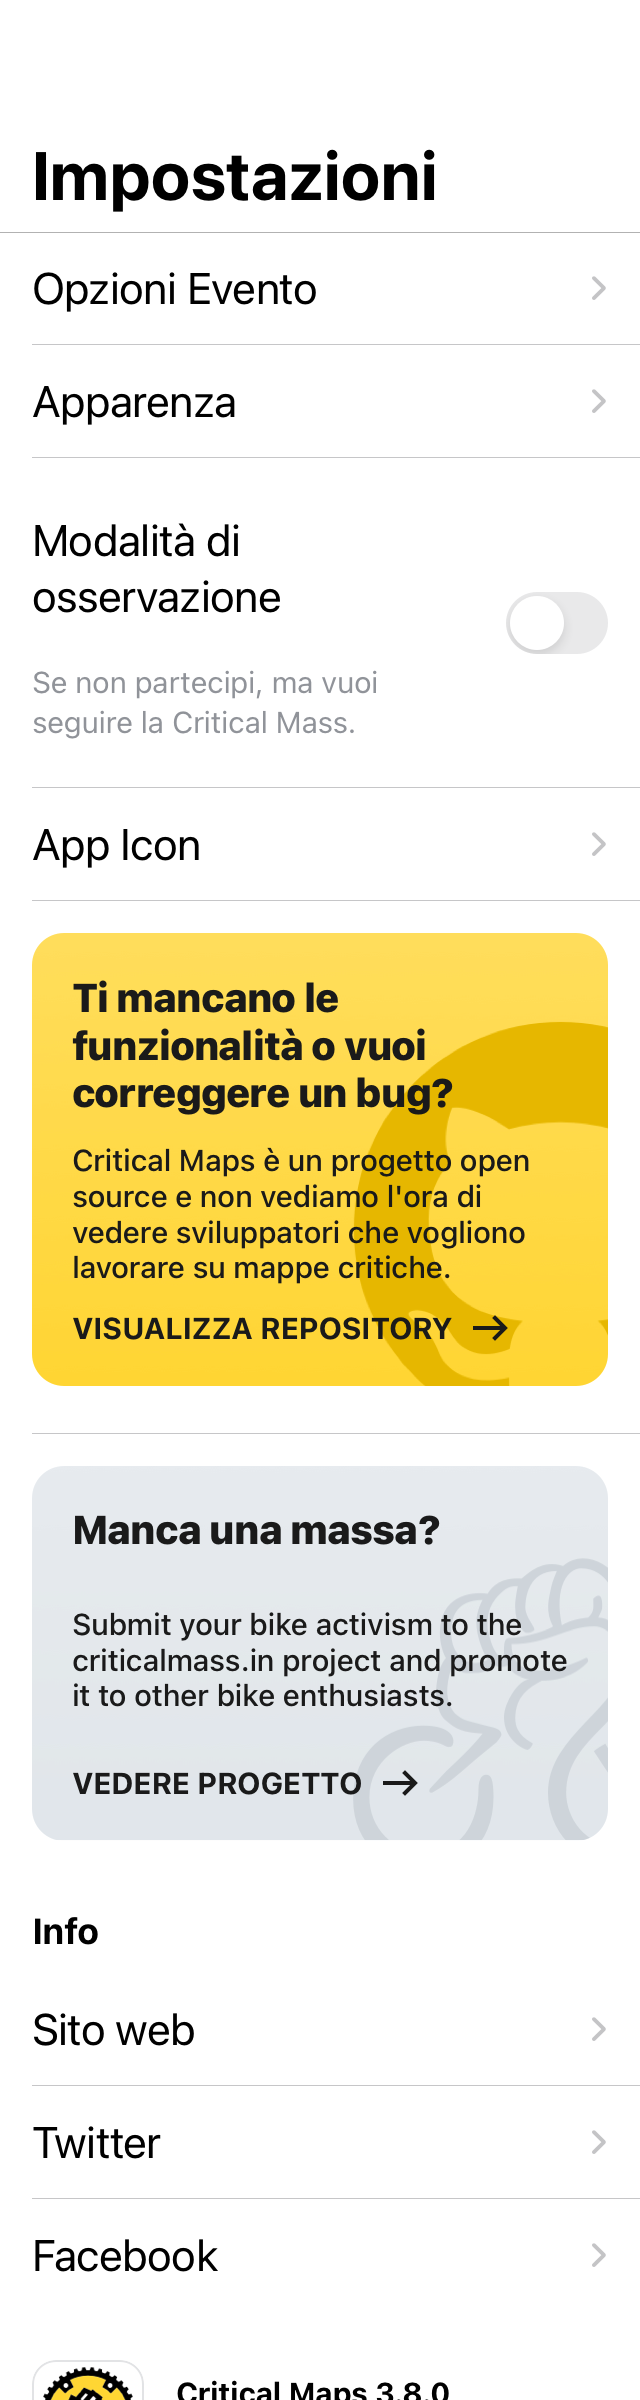 Impostazioni
Opzioni Evento
Apparenza
Modalità di
osservazione
Se non partecipi, ma vuoi
seguire la Critical Mass.
App Icon
Ti mancano le
funzionalità o vuoi
correggere un bug?
Critical Maps è un progetto open
source e non vediamo l'ora di
vedere sviluppatori che vogliono
lavorare su mappe critiche.
VISUALIZZA REPOSITORY
Manca una massa?
Submit your bike activism to the
criticalmass.in project and promote
it to other bike enthusiasts.
VEDERE PROGETTO
Info
Sito web
Twitter
Facebook
Critical Maps 3.8.0